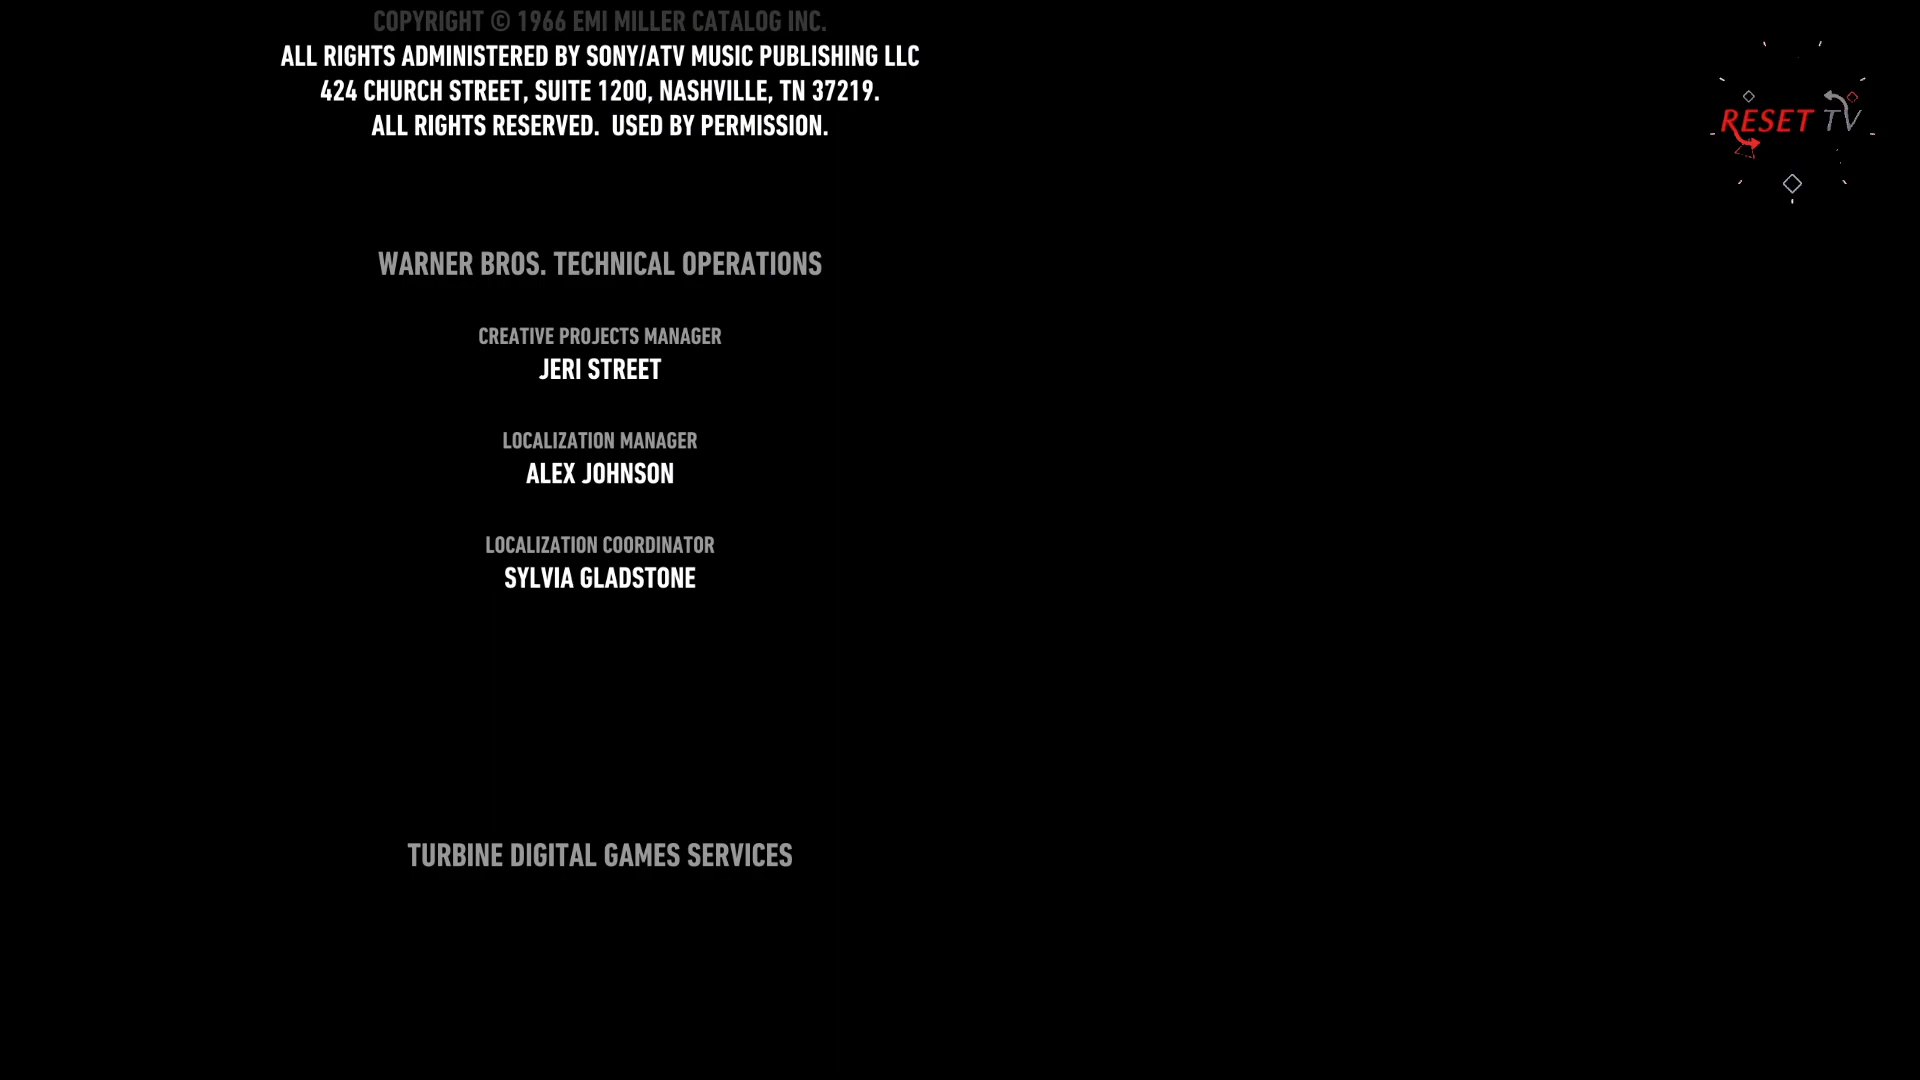 COPYRIGHT © 1966 EMI MILLER CATALOG INC.
ALL RIGHTS ADMINISTERED BY SONY/ATV MUSIC PUBLISHING LLC
424 CHURCH STREET, SUITE 1200, NASHVILLE, TN 37219.
ALL RIGHTS RESERVED.  USED BY PERMISSION.
RESET TV
WARNER BROS. TECHNICAL OPERATIONS
CREATIVE PROJECTS MANAGER
JERI STREET
LOCALIZATION MANAGER
ALEX JOHNSON
LOCALIZATION COORDINATOR
SYLVIA GLADSTONE
TURBINE DIGITAL GAMES SERVICES